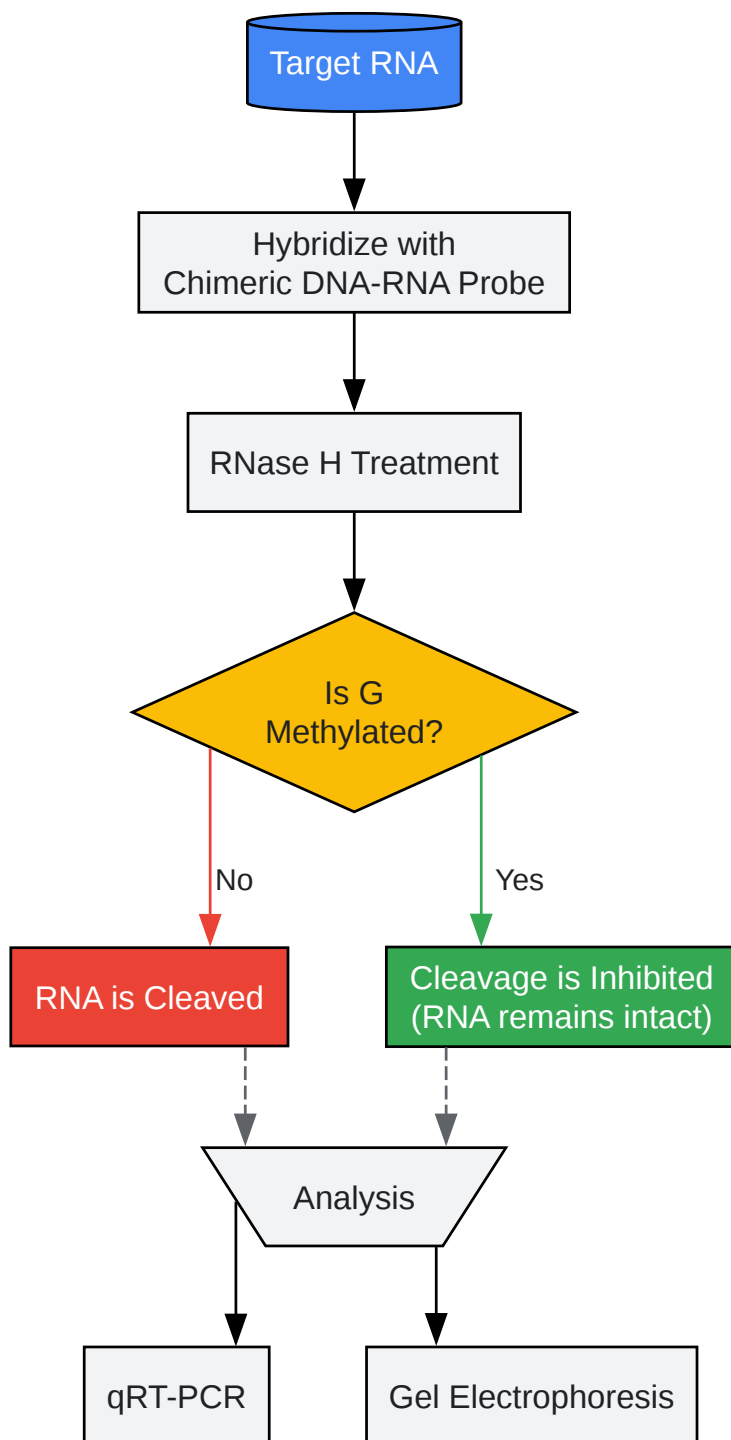 Target RNA
Hybridize with
Chimeric DNA-RNA Probe
RNase H Treatment
Is G
Methylated?
No
Yes
RNA is Cleaved
Cleavage is Inhibited
(RNA remains intact)
Analysis
qRT-PCR
Gel Electrophoresis